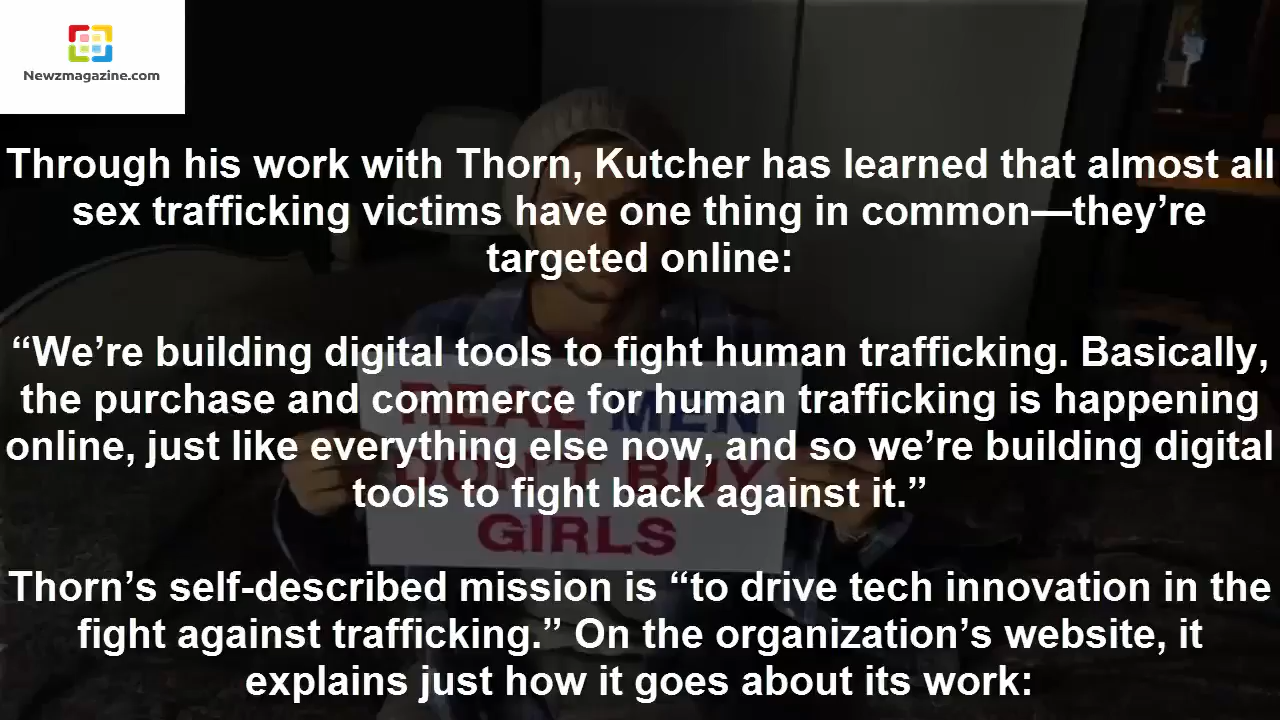 Newzmagazine.com
Through his work with Thorn, Kutcher has learned that almost all
sex trafficking victims have one thing in common—they’re
targeted online:
“We’re building digital tools to fight human trafficking. Basically,
the purchase and commerce for human trafficking is happening
online, just like everything else now, and so we’re building digital
tools to fight back against it.”
REAL MEN
DON'T BUY
GIRLS
Thorn’s self-described mission is “to drive tech innovation in the
fight against trafficking.” On the organization’s website, it
explains just how it goes about its work: